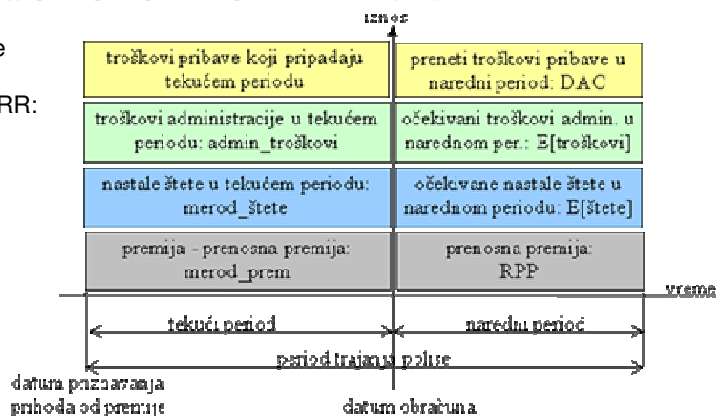 iznos
e
RR:
troškovi pribave koji pripadaju
tekućem periodu
preneti troškovi pribave u
naredni period: DAC
troškovi administracije u tekućem
periodu: admin_troškovi
očekivani troškovi admin. u
narednom per.: E[troškovi]
nastale štete u tekućem periodu:
merod_štete
očekivane nastale štete u
narednom periodu: E[štete]
premija - prenosna premija:
merod_prem
prenosna premija:
RPP
vreme
tekući period
naredni period
period trajanja polise
datum priznavanja
prihoda od premije
datum obračuna